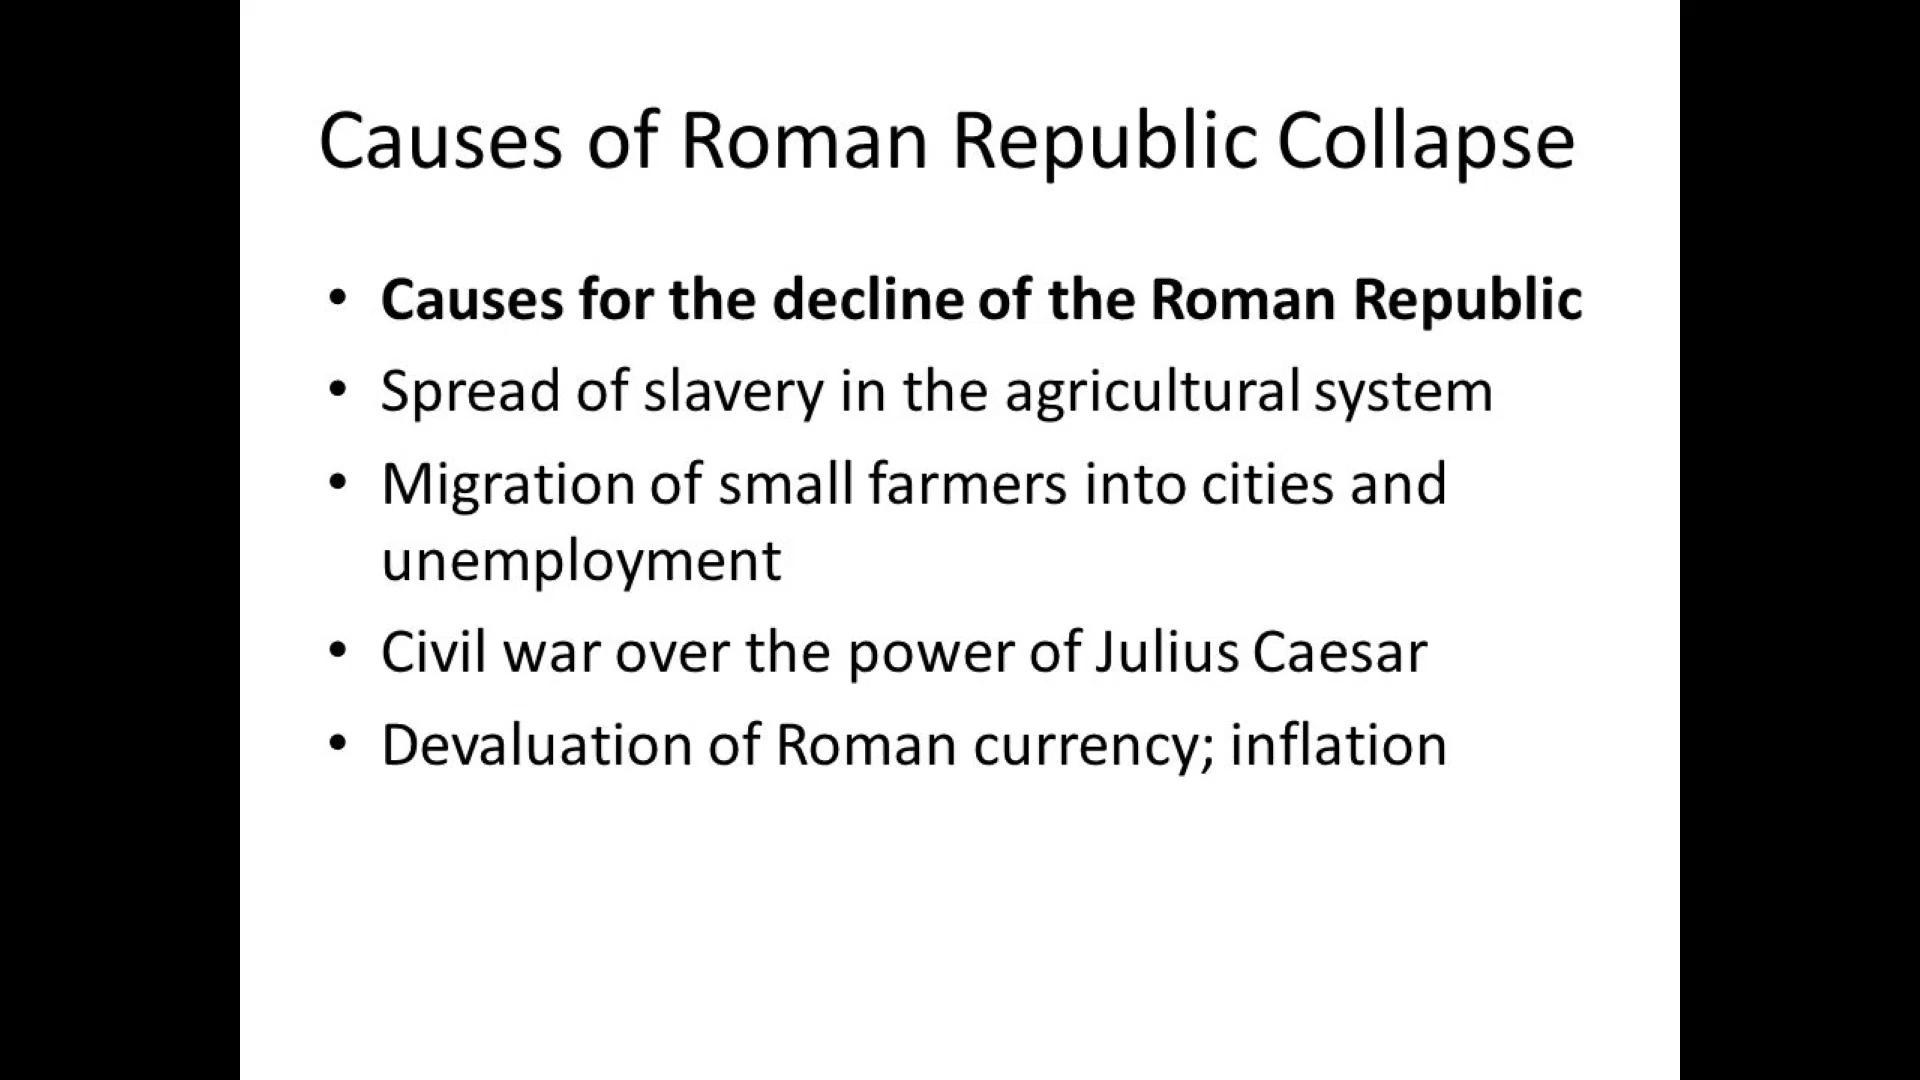 Causes of Roman Republic Collapse
• Causes for the decline of the Roman Republic
• Spread of slavery in the agricultural system
• Migration of small farmers into cities and
unemployment
• Civil war over the power of Julius Caesar
• Devaluation of Roman currency; inflation